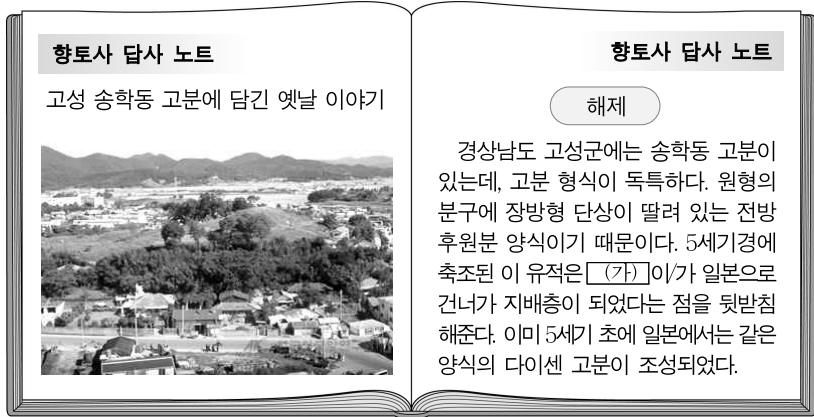 향토사 답사 노트
고성 송학동 고분에 담긴 옛날 이야기
향토사 답사 노트
해제
경상남도 고성군에는 송학동 고분이
있는데, 고분 형식이 독특하다. 원형의
분구에 장방형 단상이 딸려 있는 전방
후원분 양식이기 때문이다. 5세기경에
축조된 이 유적은 (가) 이/가 일본으로
건너가 지배층이 되었다는 점을 뒷받침
해준다. 이미 5세기 초에 일본에서는 같은
양식의 다이센 고분이 조성되었다.